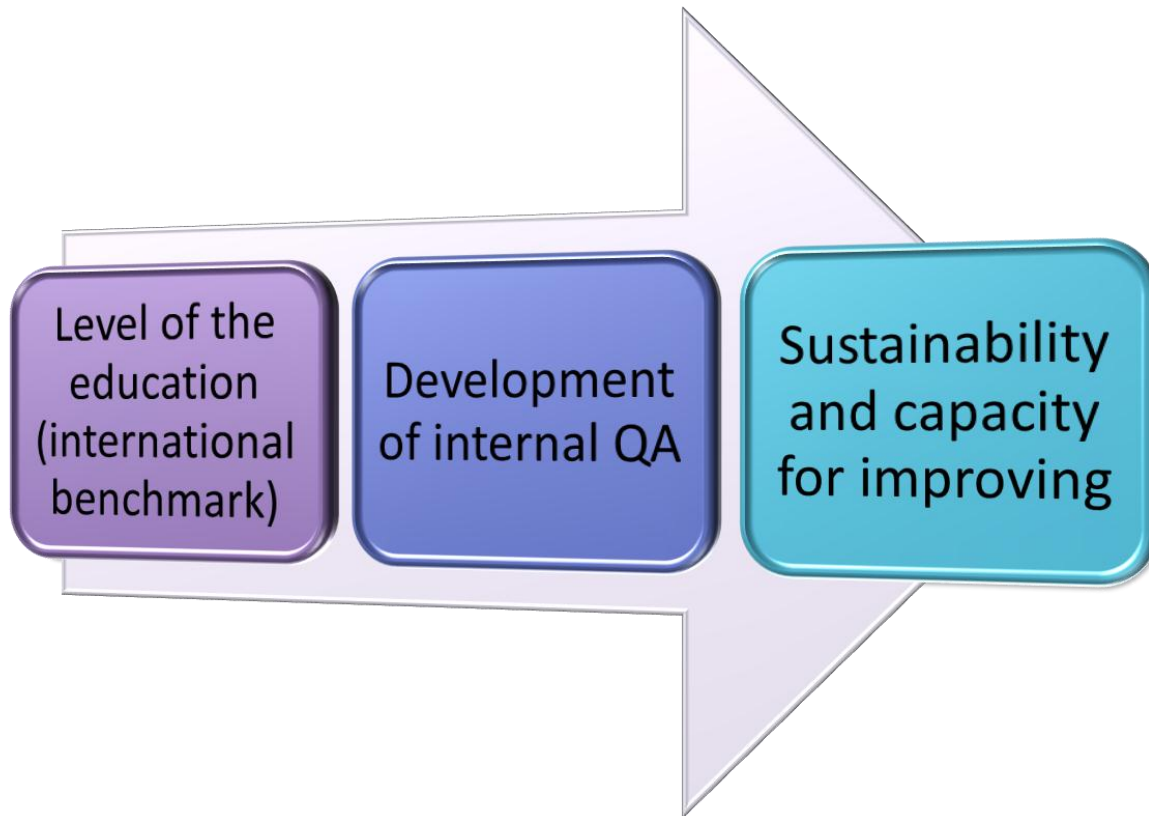 Level of the
education
(international
benchmark)
Development
of internal QA
Sustainability
and capacity
for improving